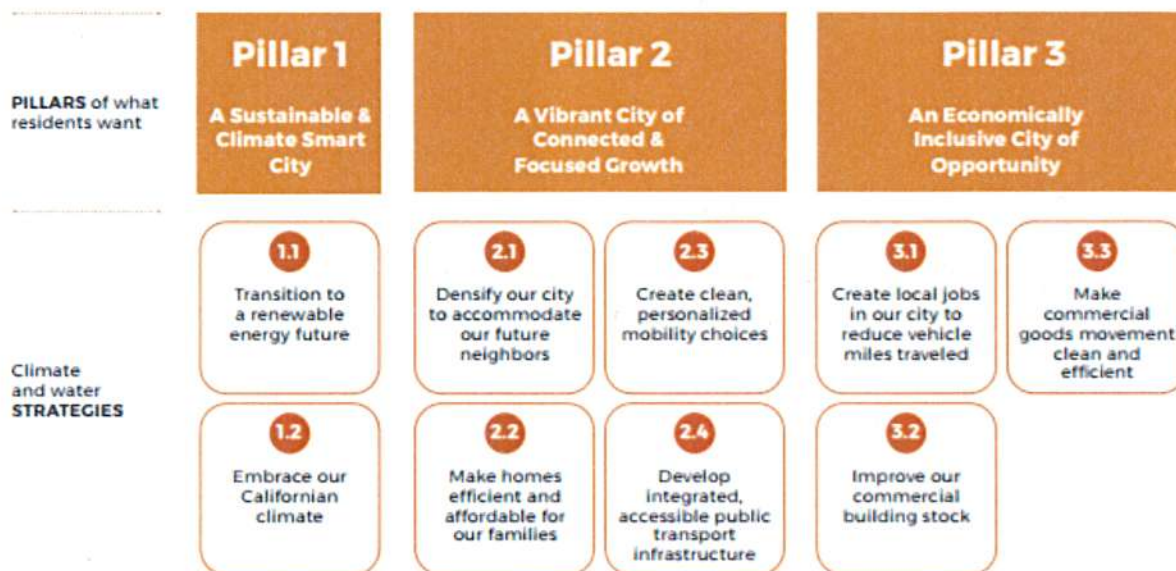 PILLARS of what
residents want
Pillar 1
A Sustainable &
Climate Smart
City
Pillar 2
A Vibrant City of
Connected &
Focused Growth
Pillar 3
An Economically
Inclusive City of
Opportunity
Climate
and water
STRATEGIES
1.1
Transition to
a renewable
energy future
2.1
Densify our city
to accommodate
our future
neighbors
2.3
Create clean,
personalized
mobility choices
3.1
Create local jobs
in our city to
reduce vehicle
miles traveled
3.3
Make
commercial
goods movement
clean and
efficient
1.2
Embrace our
Californian
climate
2.2
Make homes
efficient and
affordable for
our families
2.4
Develop
integrated,
accessible public
transport
infrastructure
3.2
Improve our
commercial
building stock